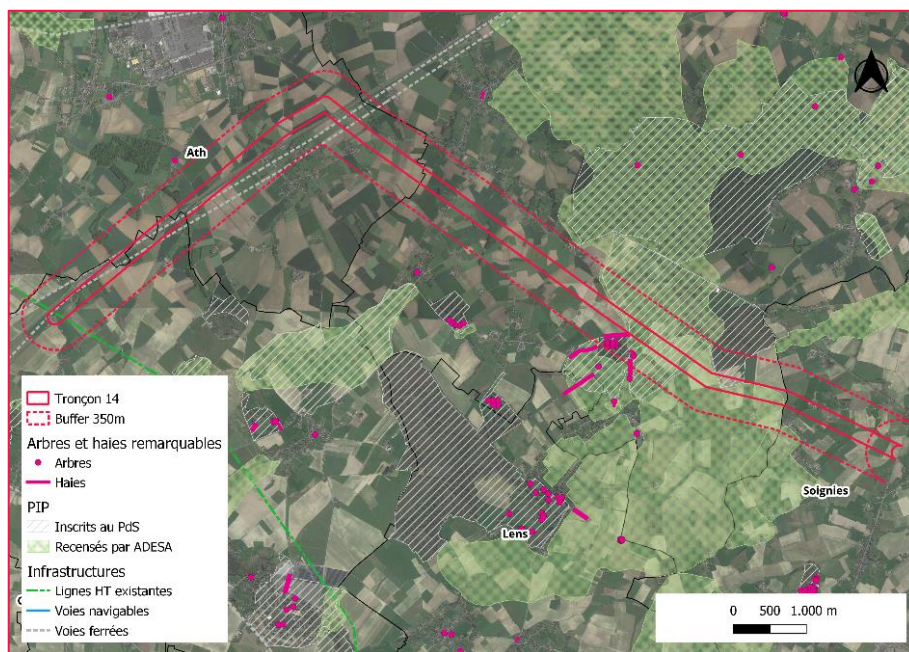 Ath
Tronçon 14
Buffer 350m
Arbres et haies remarquables
Arbres
Haies
PIP
Inscrits au PdS
Recensés par ADESA
Infrastructures
Lignes HT existantes
Voies navigables
Voies ferrées
Lens
Soignies
0 500 1.000 m